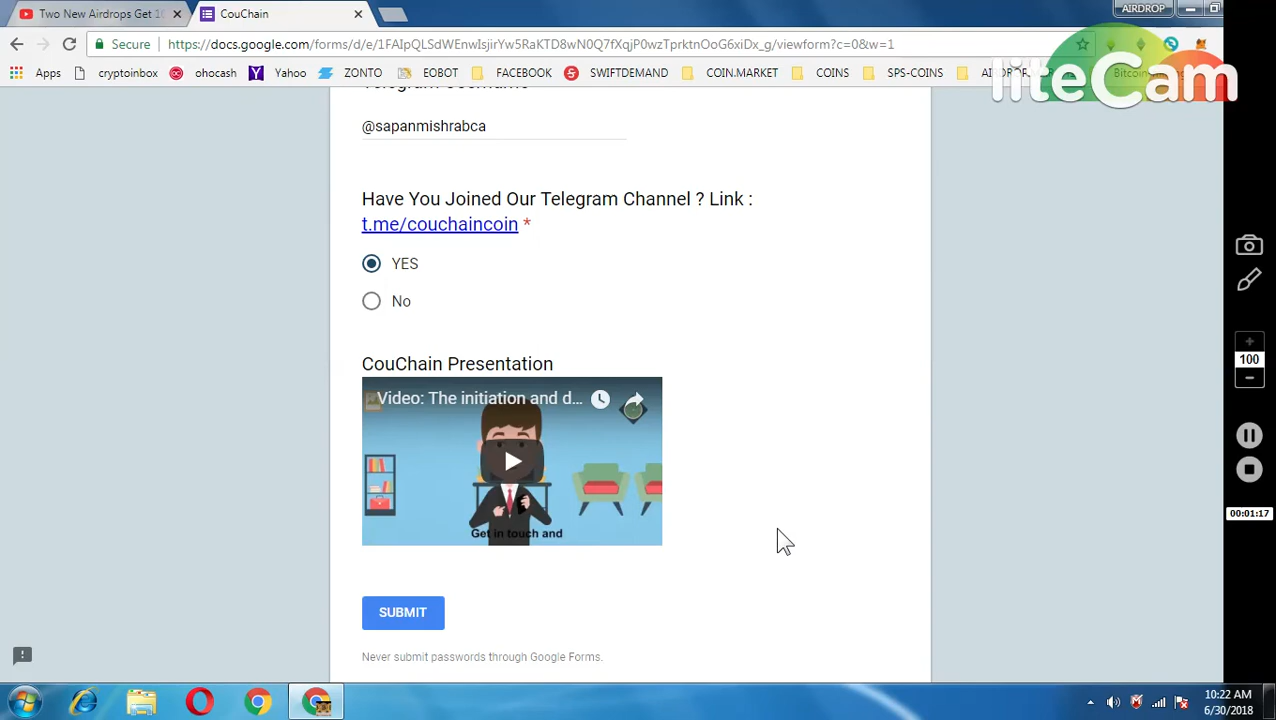 Two New Airdrops Get 10
CouChain
AIRDROP
Secure
https://docs.google.com/forms/d/e/1FAIpQLSdWEnwIsjirYw5RaKTD8wN0Q7fXqjP0wzTprktnOoG6xiDx_g/viewform?c=0&w=1
Apps
cryptoinbox
ohocash
Yahoo
ZONE
EOBOT
FACEBOOK
SWIFTDEMAND
COIN.MARKET
COINS
SPS-COINS
liteCam
@sapanmishrabca
Have You Joined Our Telegram Channel ? Link :
t.me/couchaincoin *
YES
No
CouChain Presentation
Video: The initiation and d...
Get in touch and
SUBMIT
Never submit passwords through Google Forms.
100
00:01:17
10:22 AM
6/30/2018